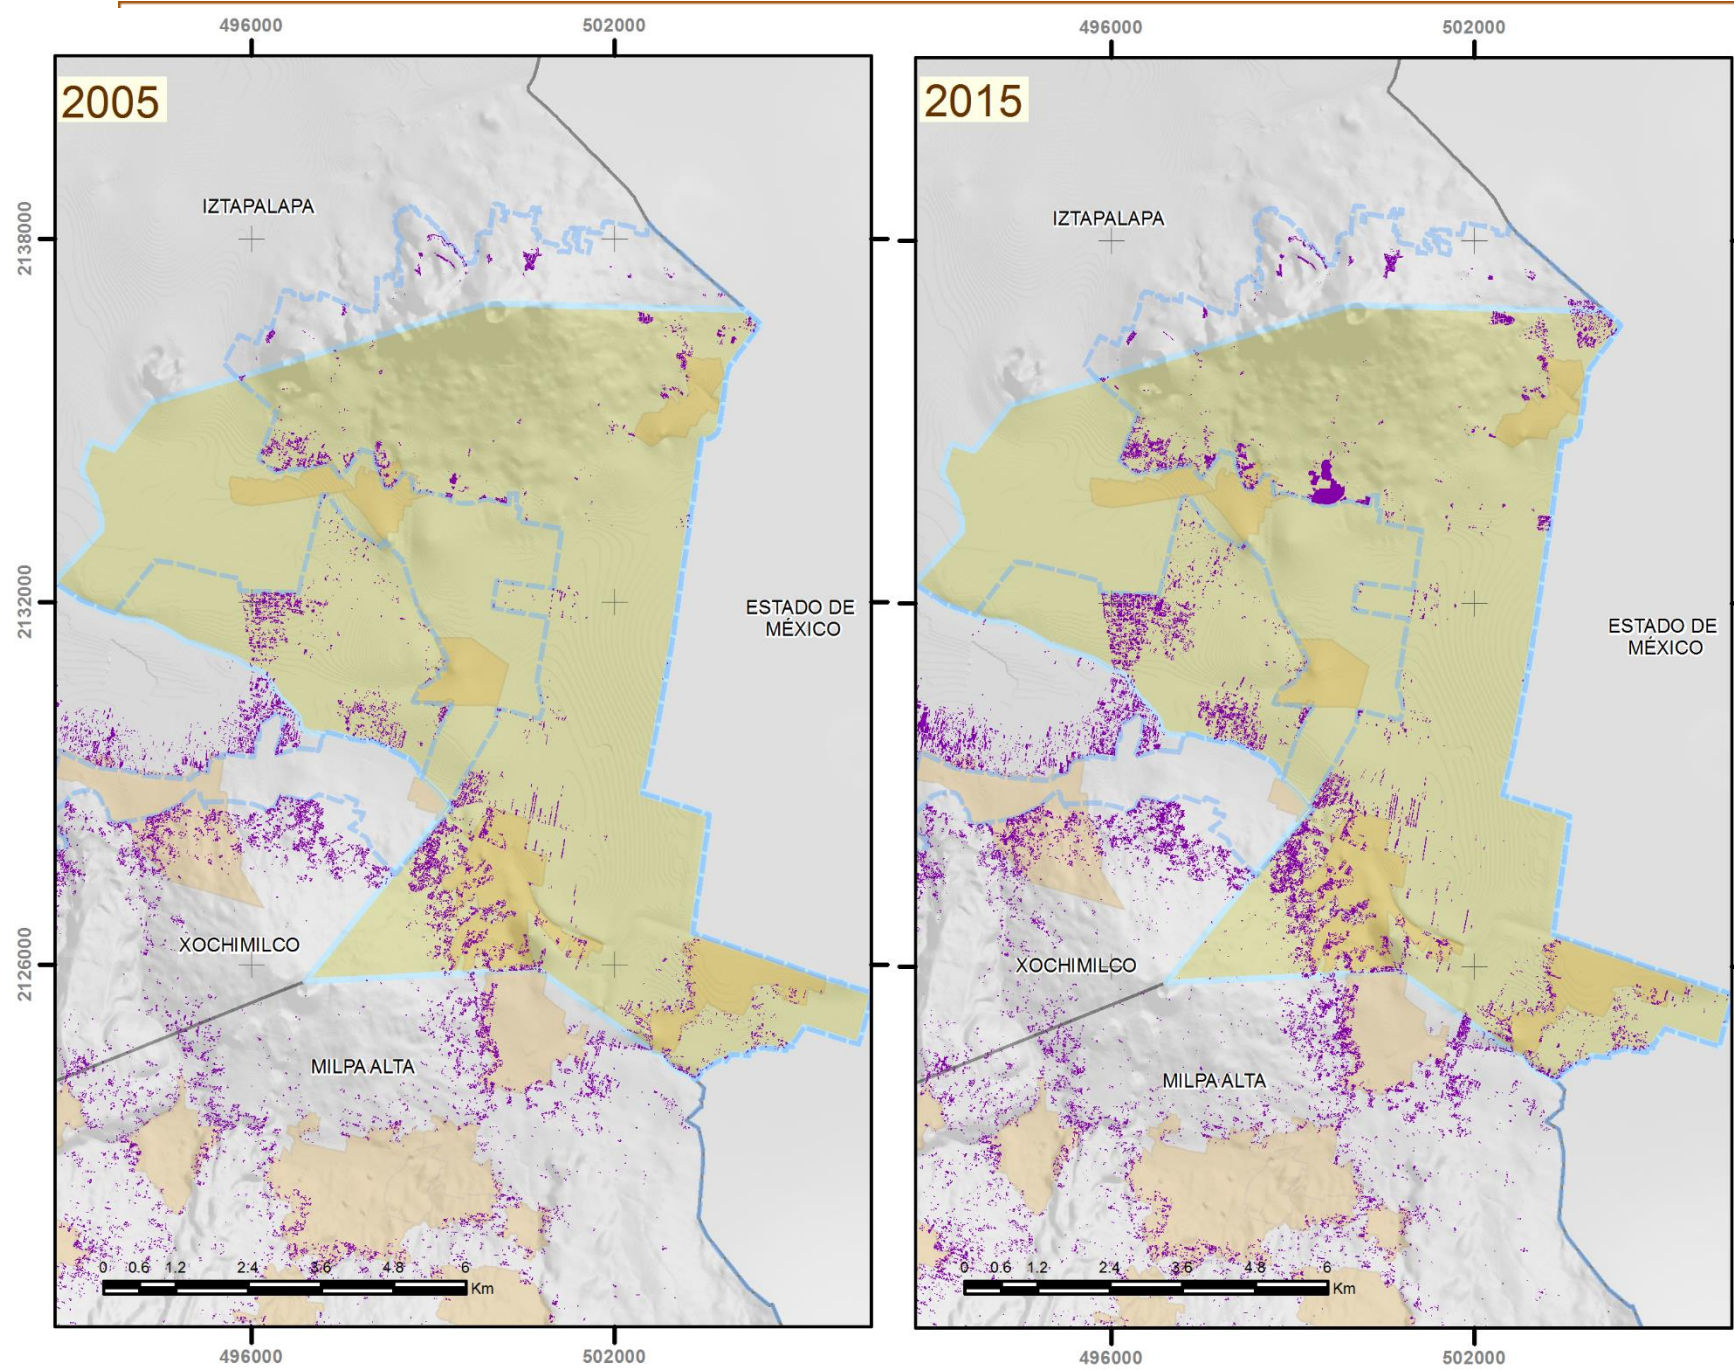 496000 502000 496000 502000
2005
2015
IZTAPALAPA
IZTAPALAPA
2138000
2132000
2126000
ESTADO DE
MÉXICO
ESTADO DE
MÉXICO
XOCHIMILCO
XOCHIMILCO
MILPA ALTA
MILPA ALTA
0 0.6 1.2 2.4 3.6 4.8 6
Km
0 0.6 1.2 2.4 3.6 4.8 6
Km
496000 502000 496000 502000